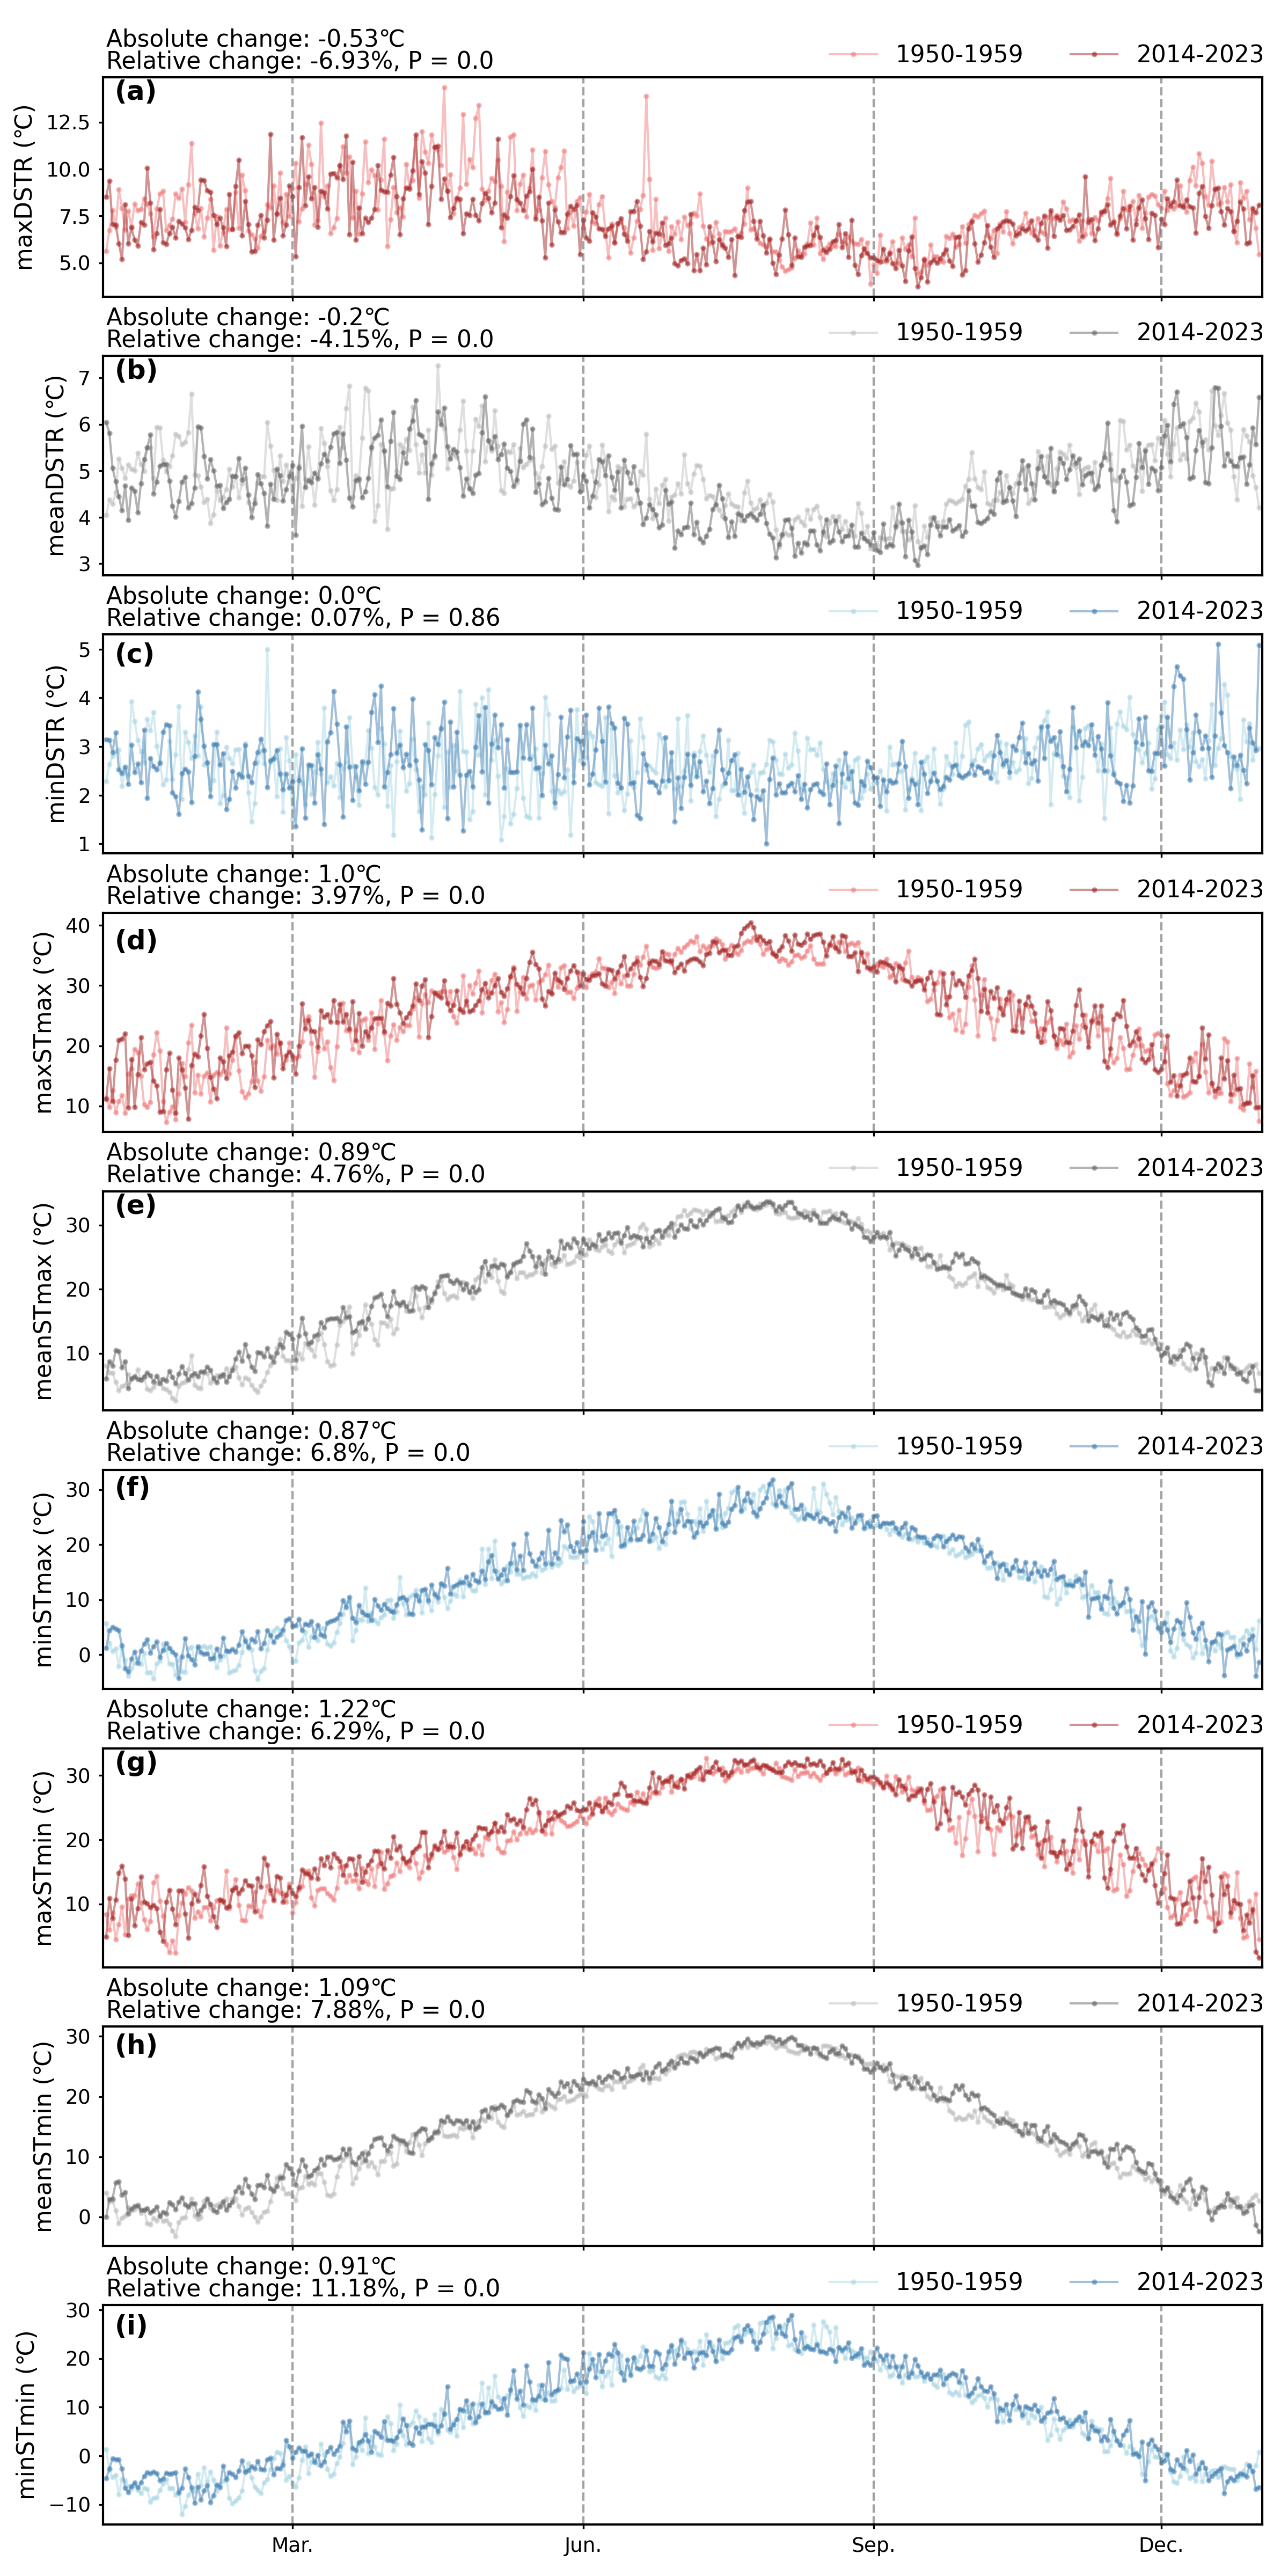 Absolute change: -0.53℃
Relative change: -6.93%, P = 0.0
1950-1959 2014-2023
(a)
maxDSTR (℃)
12.5
10.0
7.5
5.0
Absolute change: -0.2℃
Relative change: -4.15%, P = 0.0
1950-1959 2014-2023
(b)
meanDSTR (℃)
7
6
5
4
3
Absolute change: 0.0℃
Relative change: 0.07%, P = 0.86
1950-1959 2014-2023
(c)
minDSTR (℃)
5
4
3
2
1
Absolute change: 1.0℃
Relative change: 3.97%, P = 0.0
1950-1959 2014-2023
(d)
maxSTmax (℃)
40
30
20
10
Absolute change: 0.89℃
Relative change: 4.76%, P = 0.0
1950-1959 2014-2023
(e)
meanSTmax (℃)
30
20
10
Absolute change: 0.87℃
Relative change: 6.8%, P = 0.0
1950-1959 2014-2023
(f)
minSTmax (℃)
30
20
10
0
Absolute change: 1.22℃
Relative change: 6.29%, P = 0.0
1950-1959 2014-2023
(g)
maxSTmin (℃)
30
20
10
Absolute change: 1.09℃
Relative change: 7.88%, P = 0.0
1950-1959 2014-2023
(h)
meanSTmin (℃)
30
20
10
0
Absolute change: 0.91℃
Relative change: 11.18%, P = 0.0
1950-1959 2014-2023
(i)
minSTmin (℃)
30
20
10
0
−10
Mar. Jun. Sep. Dec.